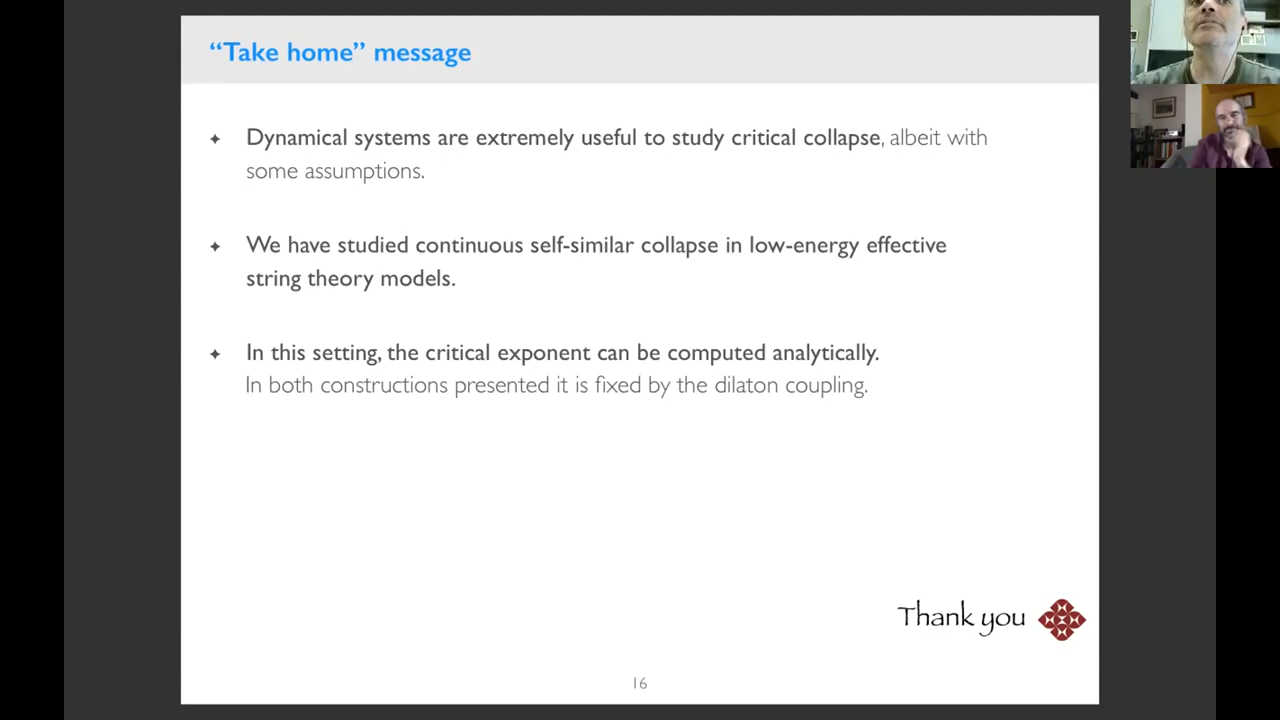 “Take home” message
✦ Dynamical systems are extremely useful to study critical collapse, albeit with
some assumptions.
✦ We have studied continuous self-similar collapse in low-energy effective
string theory models.
✦ In this setting, the critical exponent can be computed analytically.
In both constructions presented it is fixed by the dilaton coupling.
Thank you
16